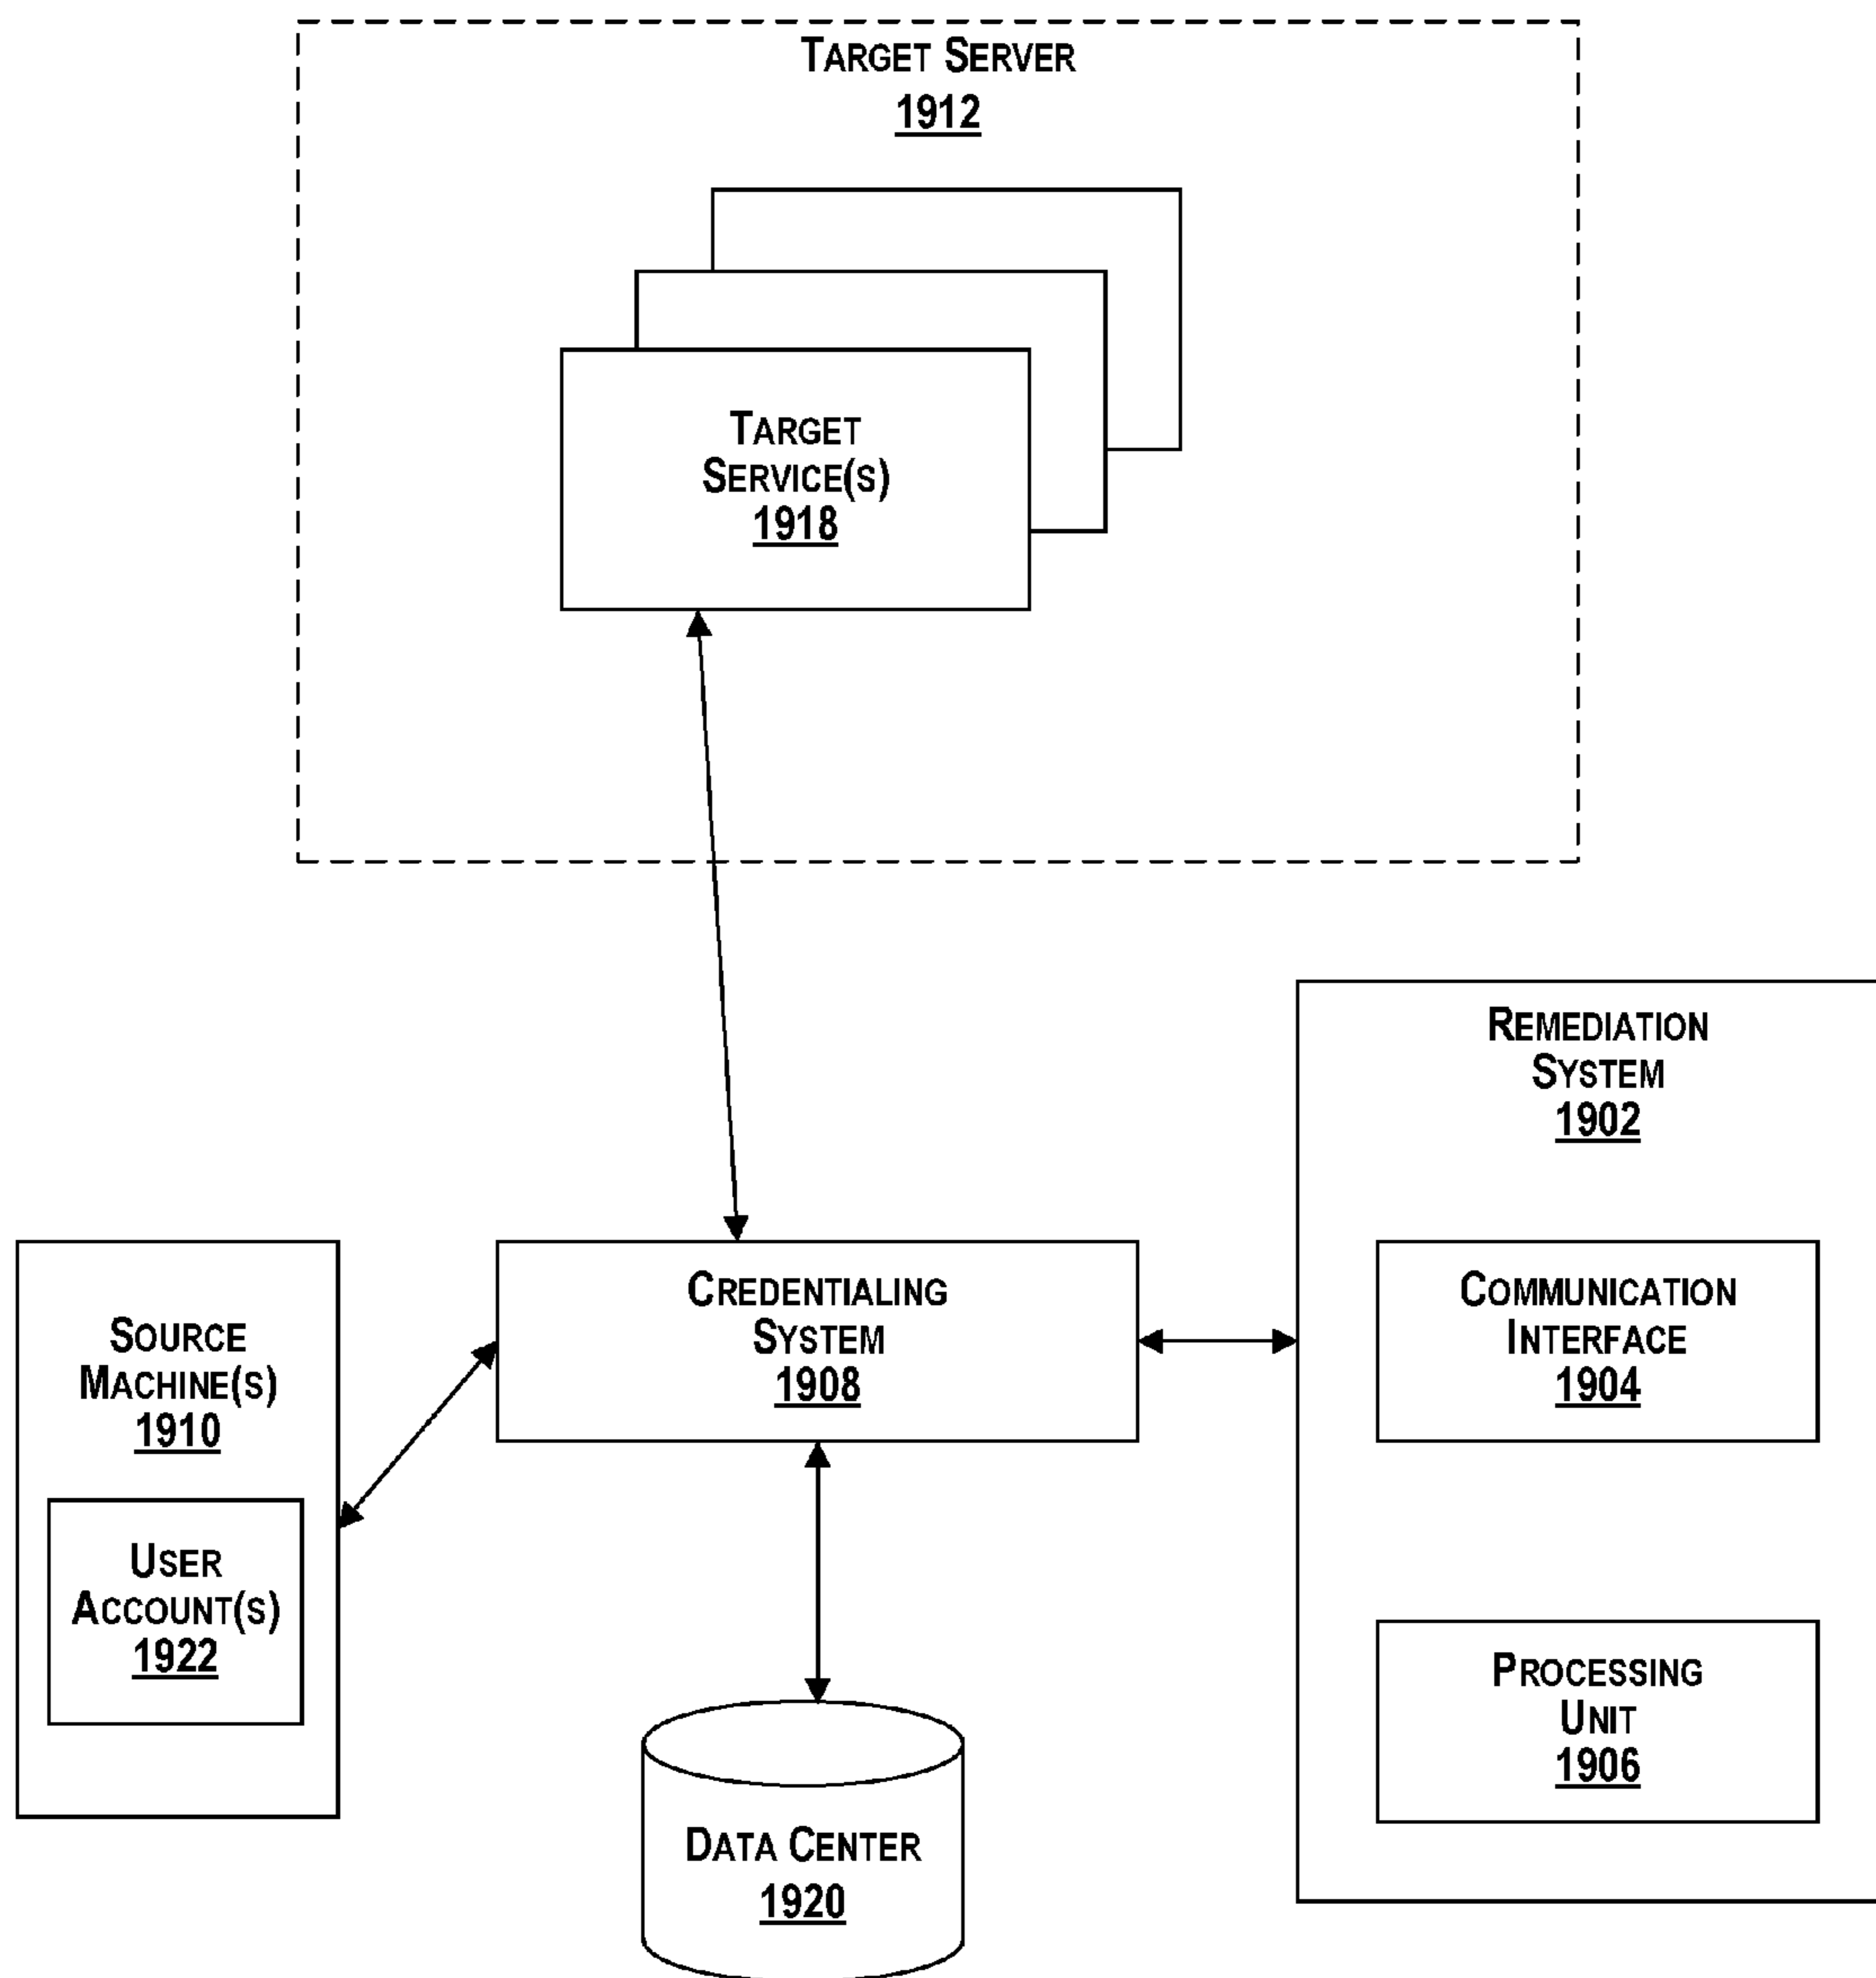 TARGET SERVER
1912
TARGET
SERVICE(S)
1918
REMEDIATION
SYSTEM
1902
CREDENTIALING
SYSTEM
1908
COMMUNICATION
INTERFACE
1904
SOURCE
MACHINE(S)
1910
USER
ACCOUNT(S)
1922
PROCESSING
UNIT
1906
DATA CENTER
1920